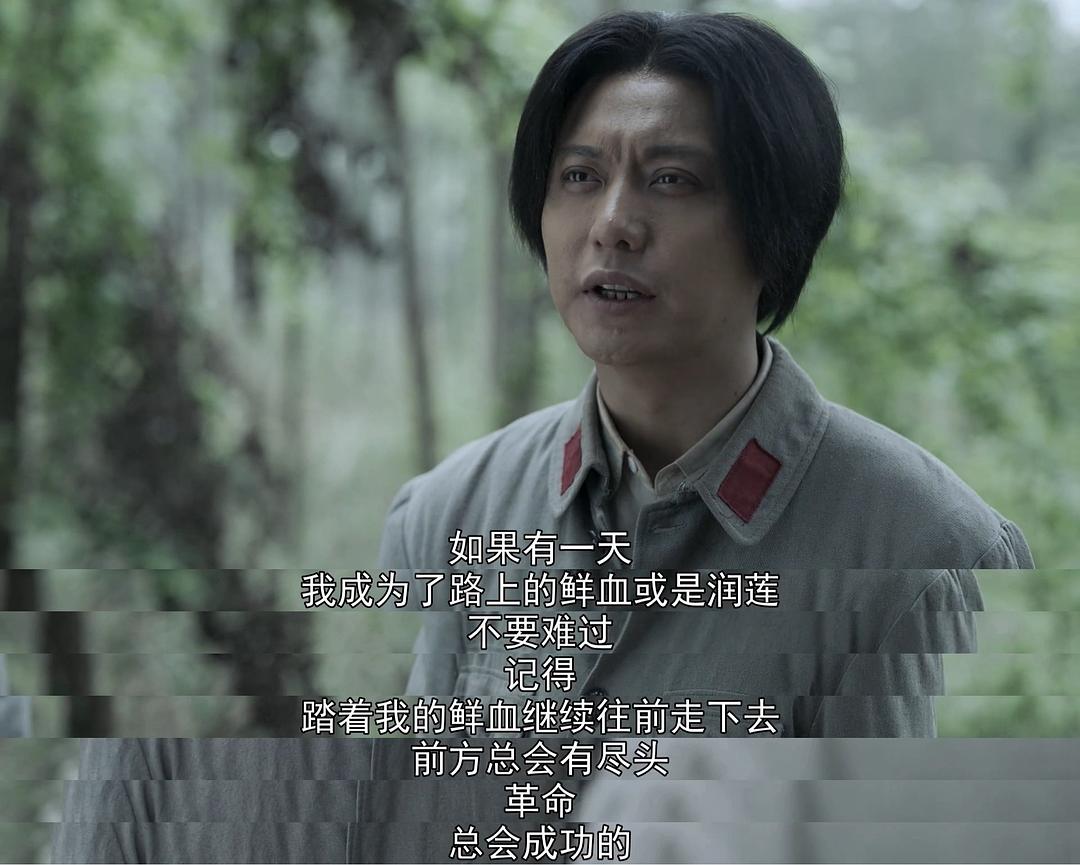 如果有一天
我成为了路上的鲜血或是润莲
不要难过
记得
踏着我的鲜血继续往前走下去
前方总会有尽头
革命
总会成功的